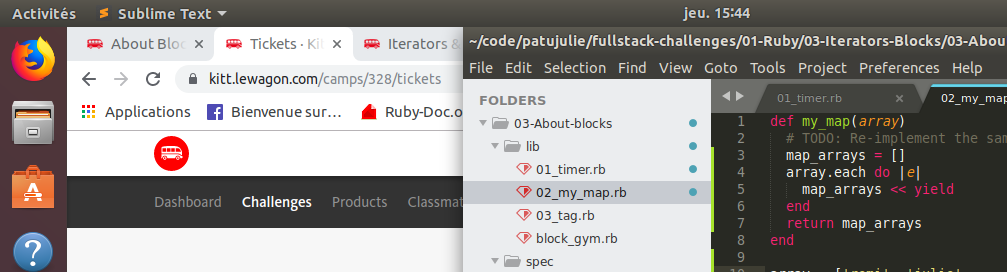 Activités Sublime Text jeu. 15:44
About Bloc Tickets · Ki Iterators &
kitt.lewagon.com/camps/328/tickets
Applications Bienvenue sur… Ruby-Doc.o
Dashboard Challenges Products Classmat
~/code/patujulie/fullstack-challenges/01-Ruby/03-Iterators-Blocks/03-Abou
File Edit Selection Find View Goto Tools Project Preferences Help
FOLDERS
03-About-blocks
lib
01_timer.rb
02_my_map.rb
03_tag.rb
block_gym.rb
spec
01_timer.rb 02_my_map
1 def my_map(array)
2 # TODO: Re-implement the sam
3 map_arrays = []
4 array.each do |e|
5 map_arrays << yield
6 end
7 return map_arrays
8 end
9